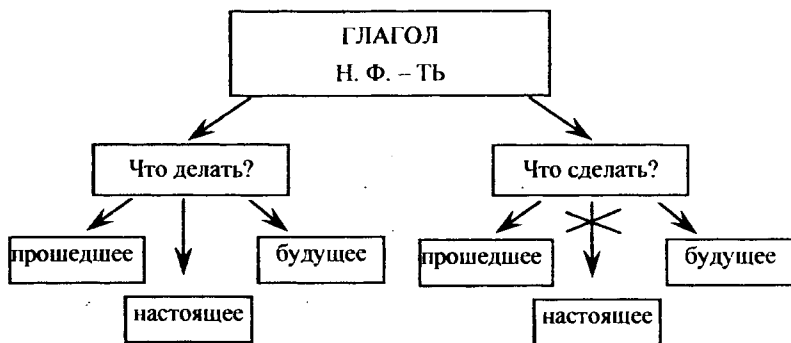 ГЛАГОЛ
Н. Ф. – ТЬ
Что делать?
Что сделать?
прошедшее
будущее
прошедшее
будущее
настоящее
настоящее